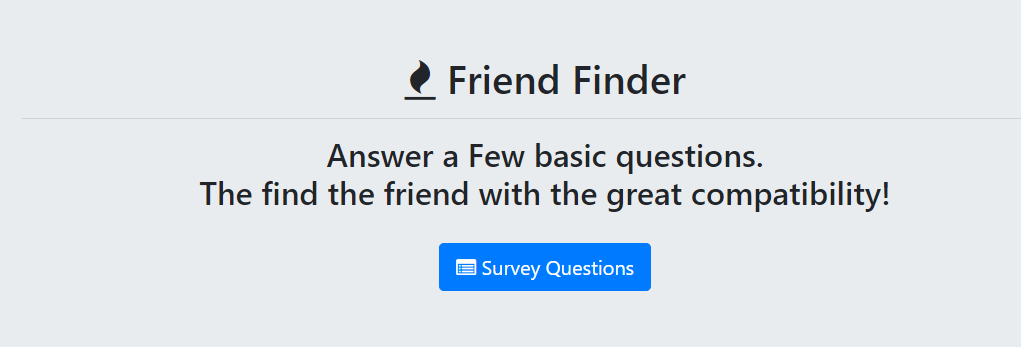 Friend Finder
Answer a Few basic questions.
The find the friend with the great compatibility!
Survey Questions